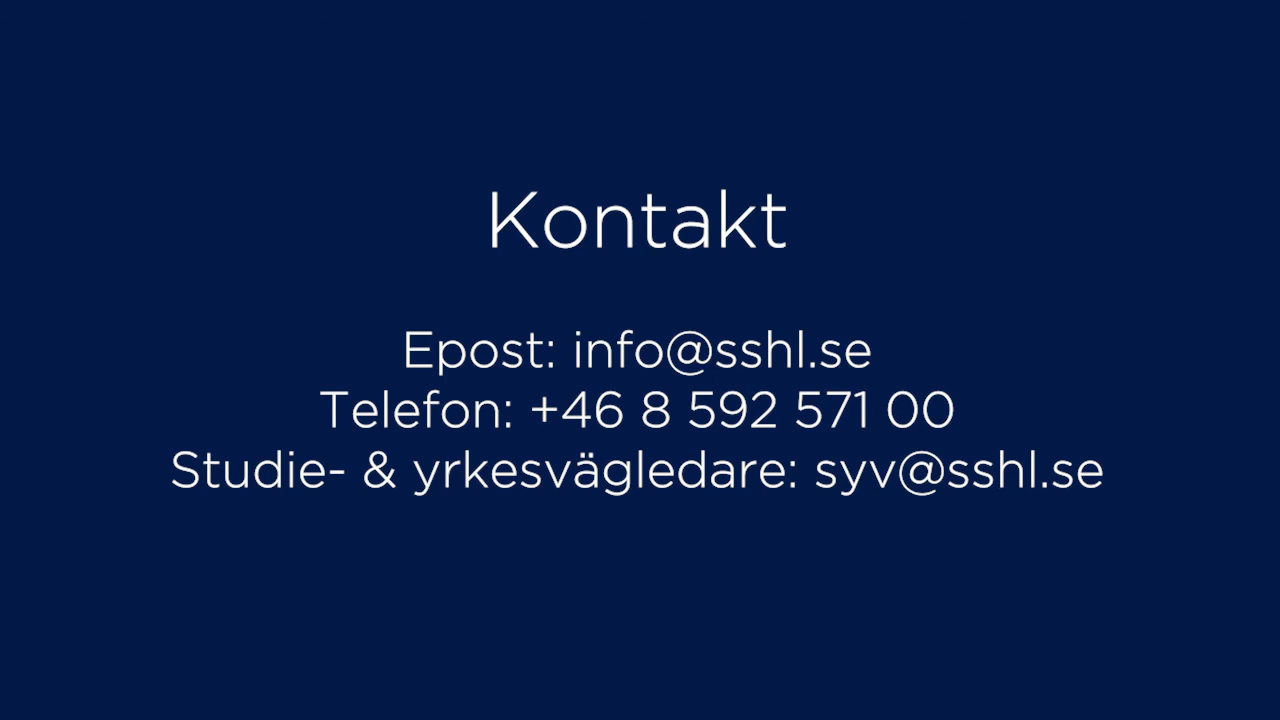 Kontakt
Epost: info@sshl.se
Telefon: +46 8 592 571 00
Studie- & yrkesvägledare: syv@sshl.se